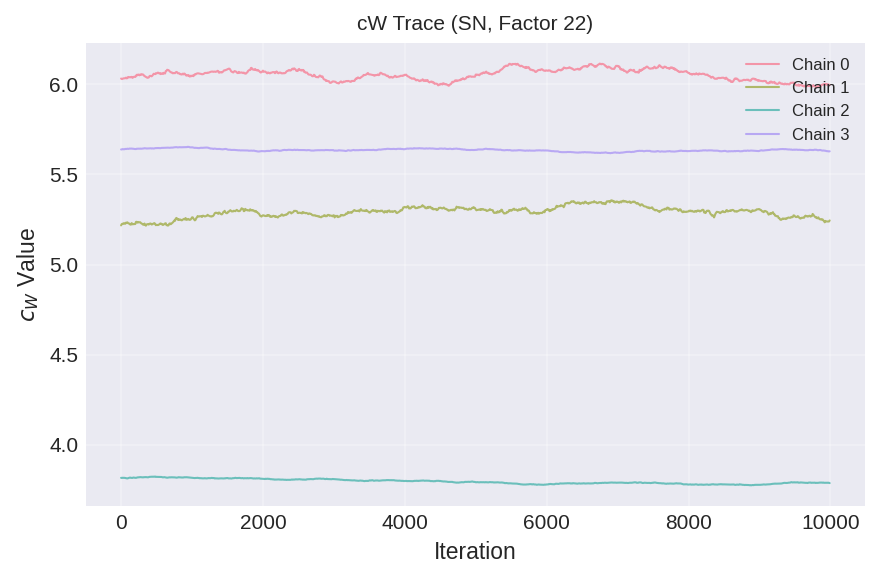 cW Trace (SN, Factor 22)
Chain 0
Chain 1
Chain 2
Chain 3
6.0
5.5
5.0
4.5
4.0
c_W Value
0 2000 4000 6000 8000 10000
Iteration